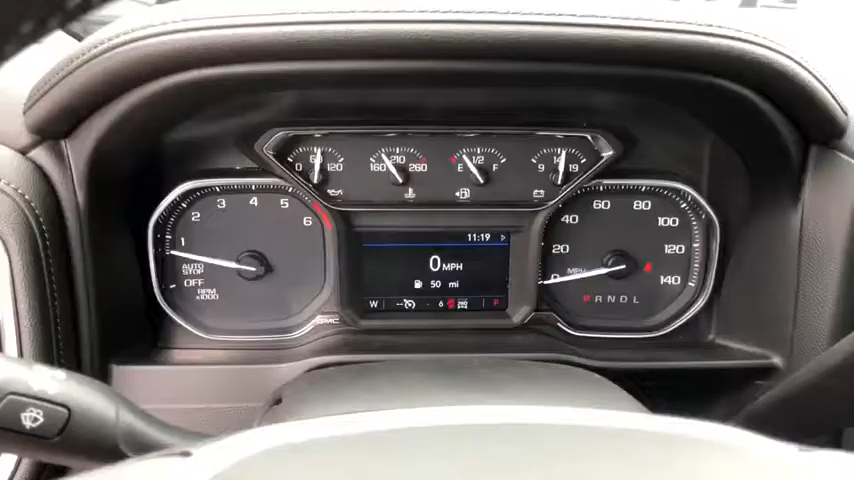 0 60 120
160 210 260
E 1/2 F
9 14 19
1 2 3 4 5 6
AUTO
STOP
OFF
RPM
x1000
GMC
11:19
0 MPH
50 mi
W -- 6 P
0 20 40 60 80 100 120 140
MPH
P R N D L